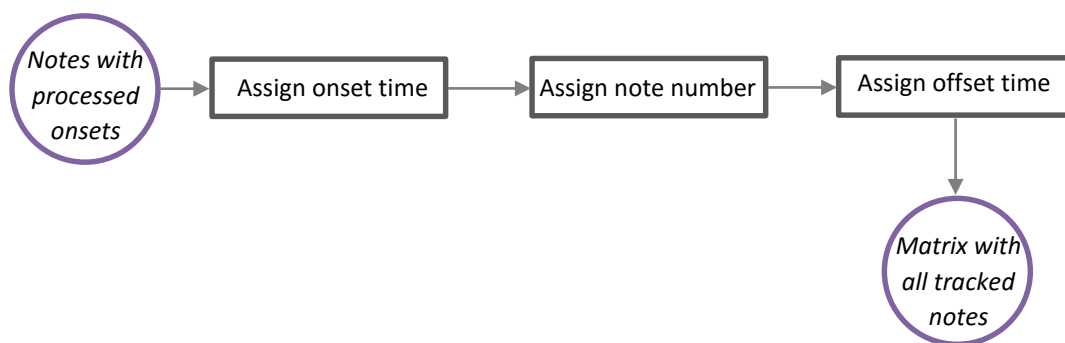 Notes with
processed
onsets
Assign onset time
Assign note number
Assign offset time
Matrix with
all tracked
notes